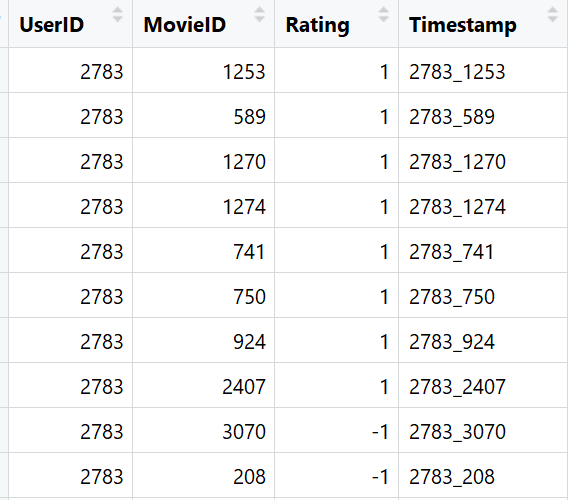 UserID MovieID Rating Timestamp
2783 1253 1 2783_1253
2783 589 1 2783_589
2783 1270 1 2783_1270
2783 1274 1 2783_1274
2783 741 1 2783_741
2783 750 1 2783_750
2783 924 1 2783_924
2783 2407 1 2783_2407
2783 3070 -1 2783_3070
2783 208 -1 2783_208